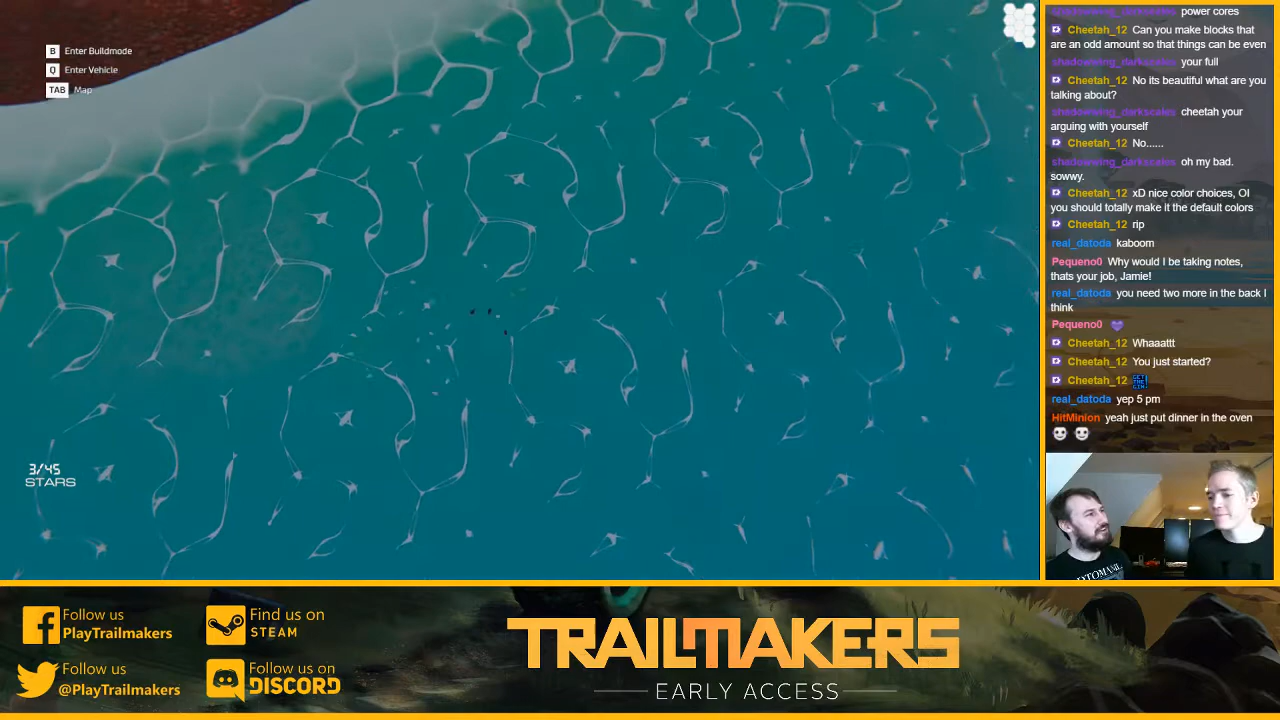 B Enter Buildmode
Q Enter Vehicle
TAB Map
3/45
STARS
power cores
Cheetah_12 Can you make blocks that
are an odd amount so that things can be even
shadowwing_darkscales your full
Cheetah_12 No its beautiful what are you
talking about?
shadowwing_darkscales cheetah your
arguing with yourself
Cheetah_12 No......
shadowwing_darkscales oh my bad.
sowwy.
Cheetah_12 xD nice color choices, OI
you should totally make it the default colors
Cheetah_12 rip
real_datoda kaboom
Pequeno0 Why would I be taking notes,
thats your job, Jamie!
real_datoda you need two more in the back I
think
Pequeno0
Cheetah_12 Whaaattt
Cheetah_12 You just started?
Cheetah_12
real_datoda yep 5 pm
HitMinion yeah just put dinner in the oven
Follow us
PlayTrailmakers
Find us on
STEAM
Follow us
@PlayTrailmakers
Follow us on
DISCORD
TRAILMAKERS
EARLY ACCESS